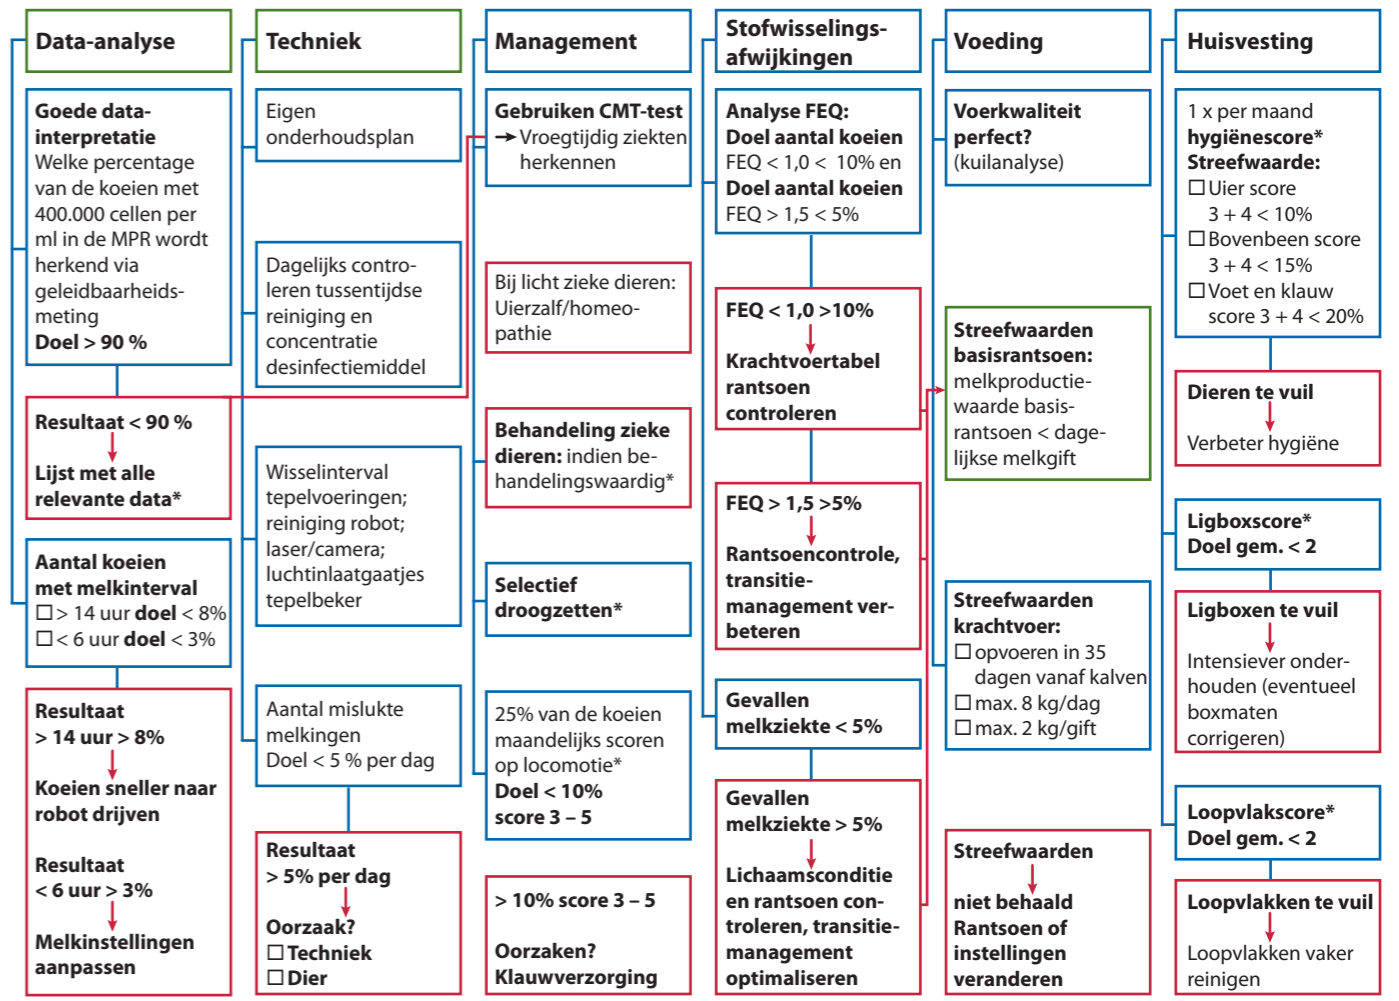 Data-analyse
Goede data-
interpretatie
Welke percentage
van de koeien met
400.000 cellen per
ml in de MPR wordt
herkend via
geleidbaarheids-
meting
Doel > 90 %
Resultaat < 90 %
Lijst met alle
relevante data*
Aantal koeien
met melkinterval
☐ > 14 uur doel < 8%
☐ < 6 uur doel < 3%
Resultaat
> 14 uur > 8%
Koeien sneller naar
robot drijven
Resultaat
< 6 uur > 3%
Melkinstellingen
aanpassen
Techniek
Eigen
onderhoudsplan
Dagelijks contro-
leren tussentijdse
reiniging en
concentratie
desinfectiemiddel
Wisselinterval
tepelvoeringen;
reiniging robot;
laser/camera;
luchtinlaatgaatjes
tepelbeker
Aantal mislukte
melkingen
Doel < 5 % per dag
Resultaat
> 5% per dag
Oorzaak?
☐ Techniek
☐ Dier
Management
Gebruiken CMT-test
→ Vroegtijdig ziekten
herkennen
Bij licht zieke dieren:
Uierzalf/homeo-
pathie
Behandeling zieke
dieren: indien be-
handelingswaardig*
Selectief
droogzetten*
25% van de koeien
maandelijks scoren
op locomotie*
Doel < 10%
score 3 – 5
> 10% score 3 – 5
Oorzaken?
Klauwverzorging
Stofwisselings-
afwijkingen
Analyse FEQ:
Doel aantal koeien
FEQ < 1,0 < 10% en
Doel aantal koeien
FEQ > 1,5 < 5%
FEQ < 1,0 >10%
Krachtvoertabel
rantsoen
controleren
FEQ > 1,5 >5%
Rantsoencontrole,
transitie-
management ver-
beteren
Gevallen
melkziekte < 5%
Gevallen
melkziekte > 5%
Lichaamsconditie
en rantsoen con-
troleren, transitie-
management
optimaliseren
Voeding
Voerkwaliteit
perfect?
(kuilanalyse)
Streefwaarden
basisrantsoen:
melkproductie-
waarde basis-
rantsoen < dage-
lijkse melkgift
Streefwaarden
krachtvoer:
☐ opvoeren in 35
dagen vanaf kalven
☐ max. 8 kg/dag
☐ max. 2 kg/gift
Streefwaarden
niet behaald
Rantsoen of
instellingen
veranderen
Huisvesting
1 x per maand
hygiënescore*
Streefwaarde:
☐ Uier score
3 + 4 < 10%
☐ Bovenbeen score
3 + 4 < 15%
☐ Voet en klauw
score 3 + 4 < 20%
Dieren te vuil
Verbeter hygiëne
Ligboxscore*
Doel gem. < 2
Ligboxen te vuil
Intensiever onder-
houden (eventueel
boxmaten
corrigeren)
Loopvlakscore*
Doel gem. < 2
Loopvlakken te vuil
Loopvlakken vaker
reinigen